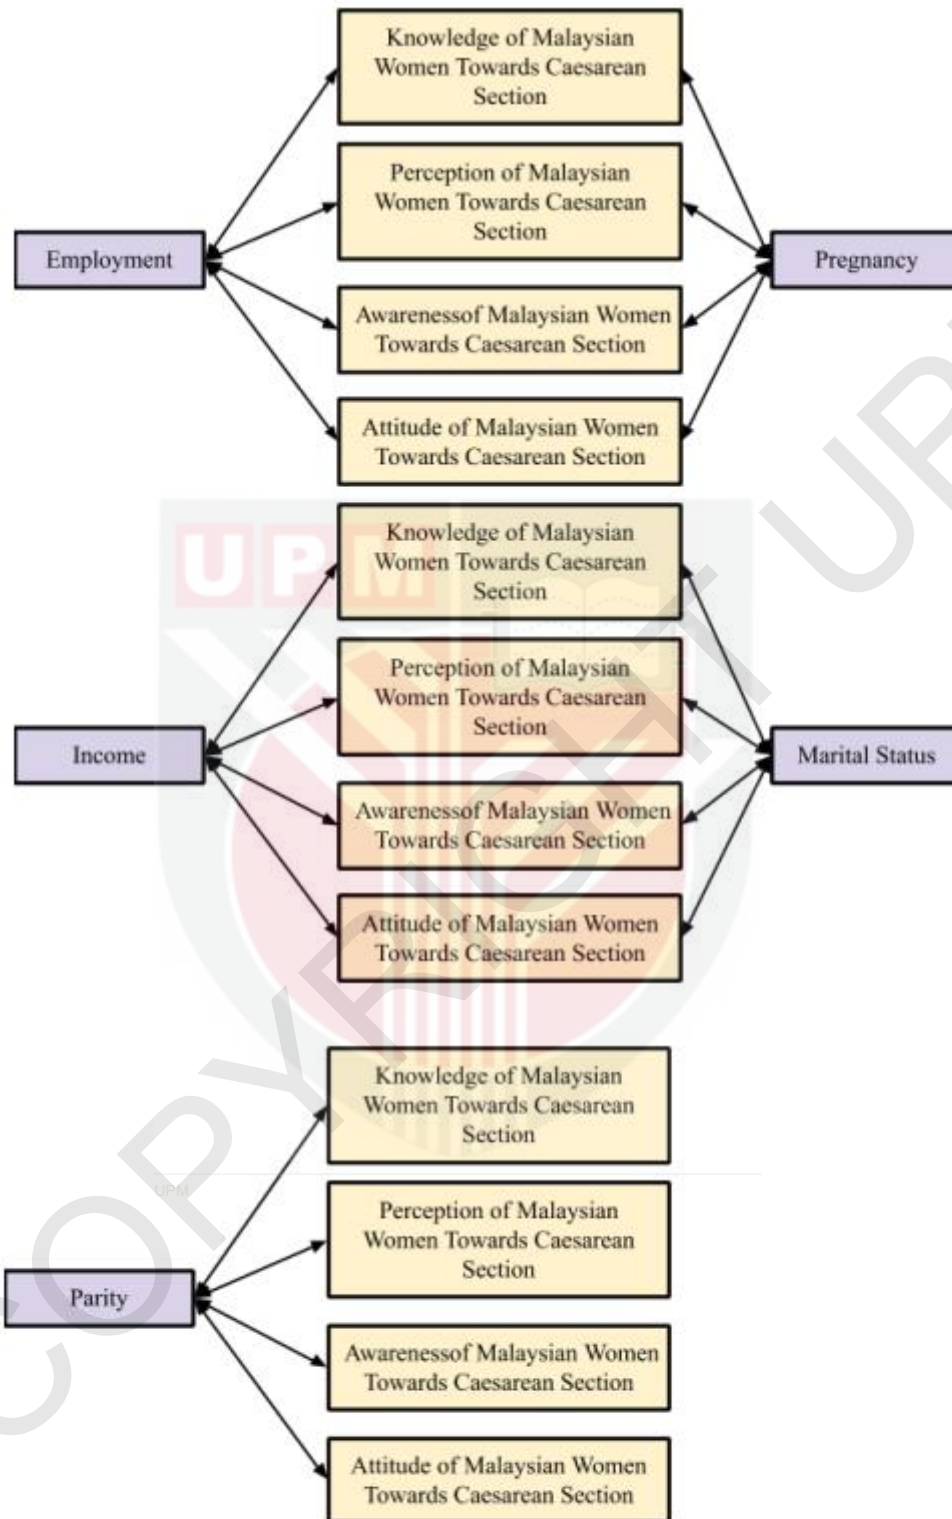 Knowledge of Malaysian
Women Towards Caesarean
Section
Perception of Malaysian
Women Towards Caesarean
Section
Employment
Pregnancy
Awarenessof Malaysian Women
Towards Caesarean Section
Attitude of Malaysian Women
Towards Caesarean Section
UPM
Knowledge of Malaysian
Women Towards Caesarean
Section
Perception of Malaysian
Women Towards Caesarean
Section
Income
Marital Status
Awarenessof Malaysian Women
Towards Caesarean Section
Attitude of Malaysian Women
Towards Caesarean Section
Knowledge of Malaysian
Women Towards Caesarean
Section
UPM
Perception of Malaysian
Women Towards Caesarean
Section
Parity
Awarenessof Malaysian Women
Towards Caesarean Section
Attitude of Malaysian Women
Towards Caesarean Section
COPYRIGHT UP